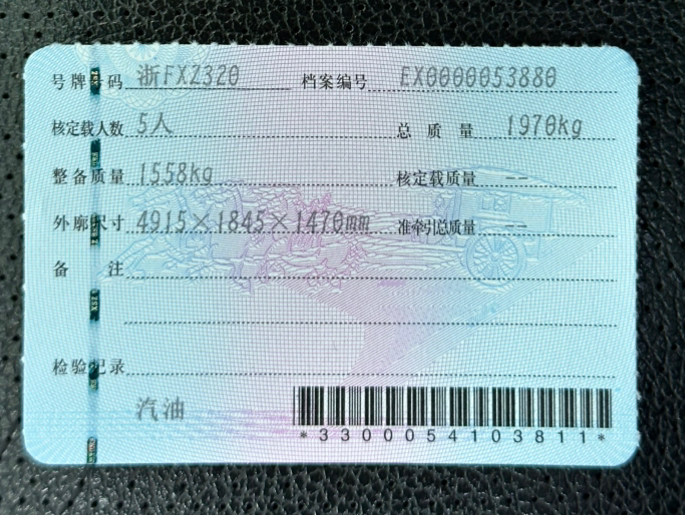 号牌号码 浙FXZ320 档案编号 EX0000053880
核定载人数 5人 总质量 1970kg
整备质量 1558kg 核定载质量 --
外廓尺寸 4915×1845×1470mm 准牵引总质量 --
备注
检验记录
汽油
*3300054103811*